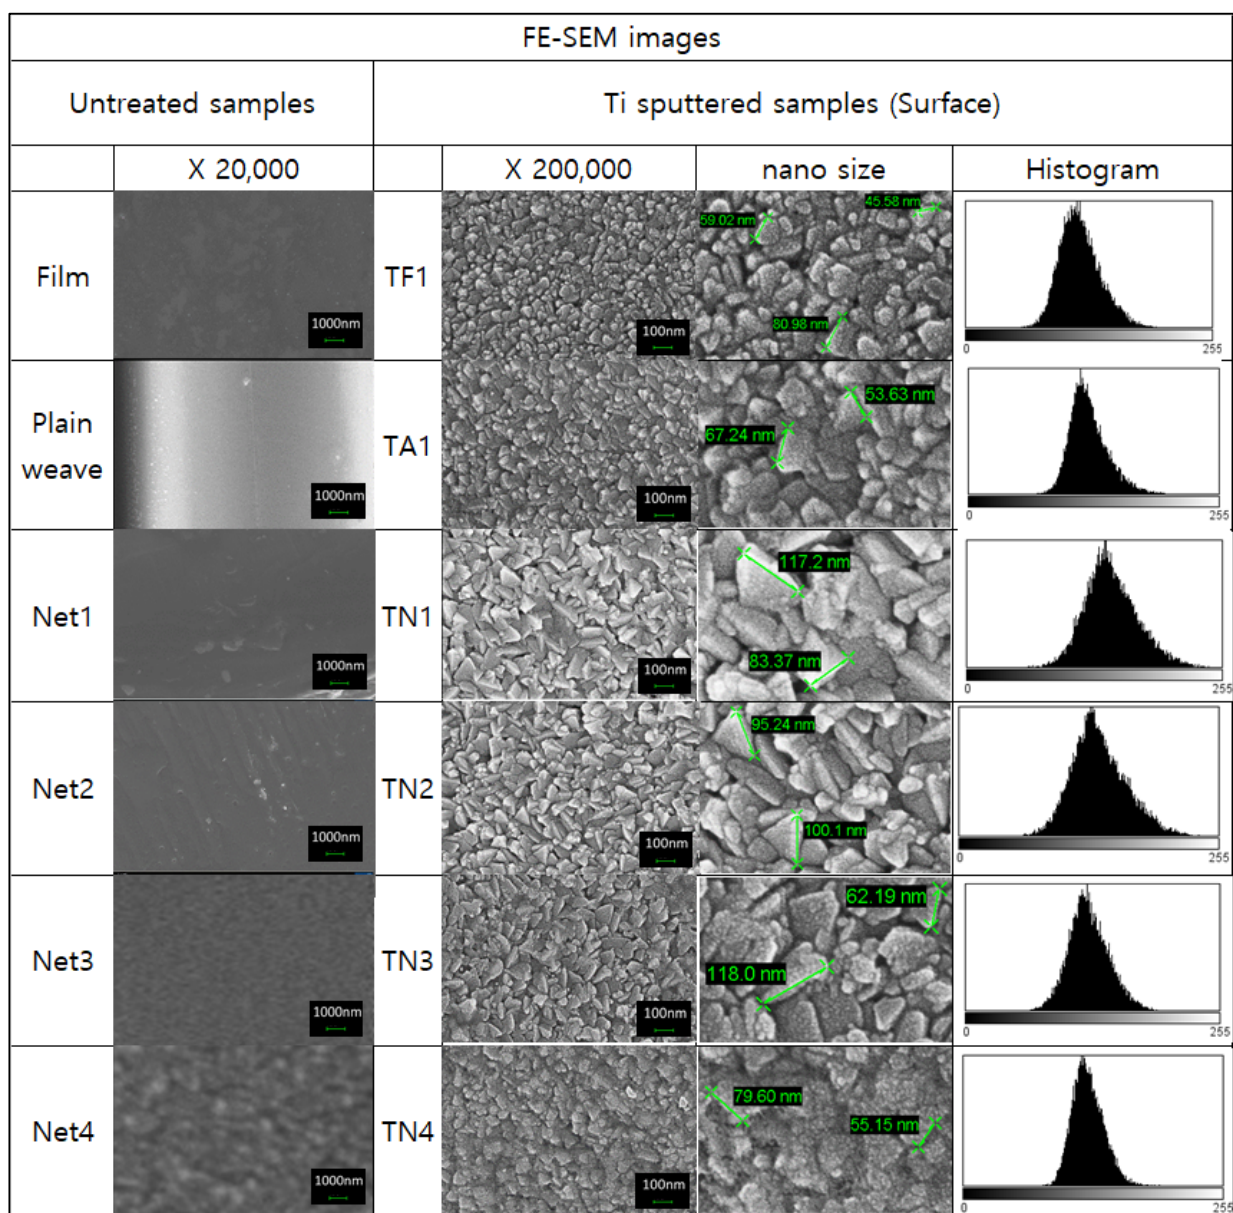 FE-SEM images
Untreated samples
Ti sputtered samples (Surface)
X 20,000
X 200,000
nano size
Histogram
Film
1000nm
TF1
100nm
59.02 nm
45.58 nm
80.98 nm
0
255
Plain
weave
1000nm
TA1
100nm
53.63 nm
67.24 nm
0
255
Net1
1000nm
TN1
100nm
117.2 nm
83.37 nm
0
255
Net2
1000nm
TN2
100nm
95.24 nm
100.1 nm
0
255
Net3
1000nm
TN3
100nm
62.19 nm
118.0 nm
0
255
Net4
1000nm
TN4
100nm
79.60 nm
55.15 nm
0
255